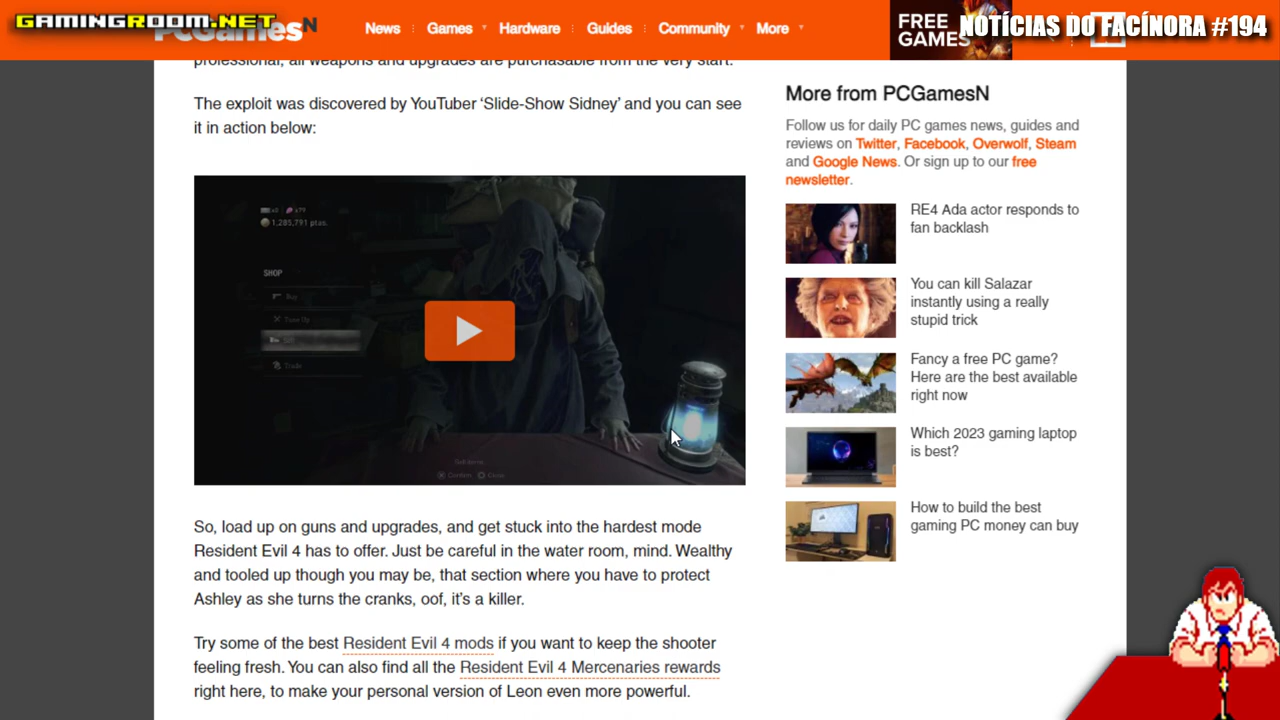 GAMINGROOM.NET
PCGamesN
News
Games
Hardware
Guides
Community
More
FREE
GAMES
NOTÍCIAS DO FACÍNORA #194
professional, all weapons and upgrades are purchasable from the very start.
The exploit was discovered by YouTuber ‘Slide-Show Sidney’ and you can see
it in action below:
1,285,791 ptas.
SHOP
Buy
Tune Up
Trade
Confirm
Close
So, load up on guns and upgrades, and get stuck into the hardest mode
Resident Evil 4 has to offer. Just be careful in the water room, mind. Wealthy
and tooled up though you may be, that section where you have to protect
Ashley as she turns the cranks, oof, it’s a killer.
Try some of the best Resident Evil 4 mods if you want to keep the shooter
feeling fresh. You can also find all the Resident Evil 4 Mercenaries rewards
right here, to make your personal version of Leon even more powerful.
More from PCGamesN
Follow us for daily PC games news, guides and
reviews on Twitter, Facebook, Overwolf, Steam
and Google News. Or sign up to our free
newsletter.
RE4 Ada actor responds to
fan backlash
You can kill Salazar
instantly using a really
stupid trick
Fancy a free PC game?
Here are the best available
right now
Which 2023 gaming laptop
is best?
How to build the best
gaming PC money can buy